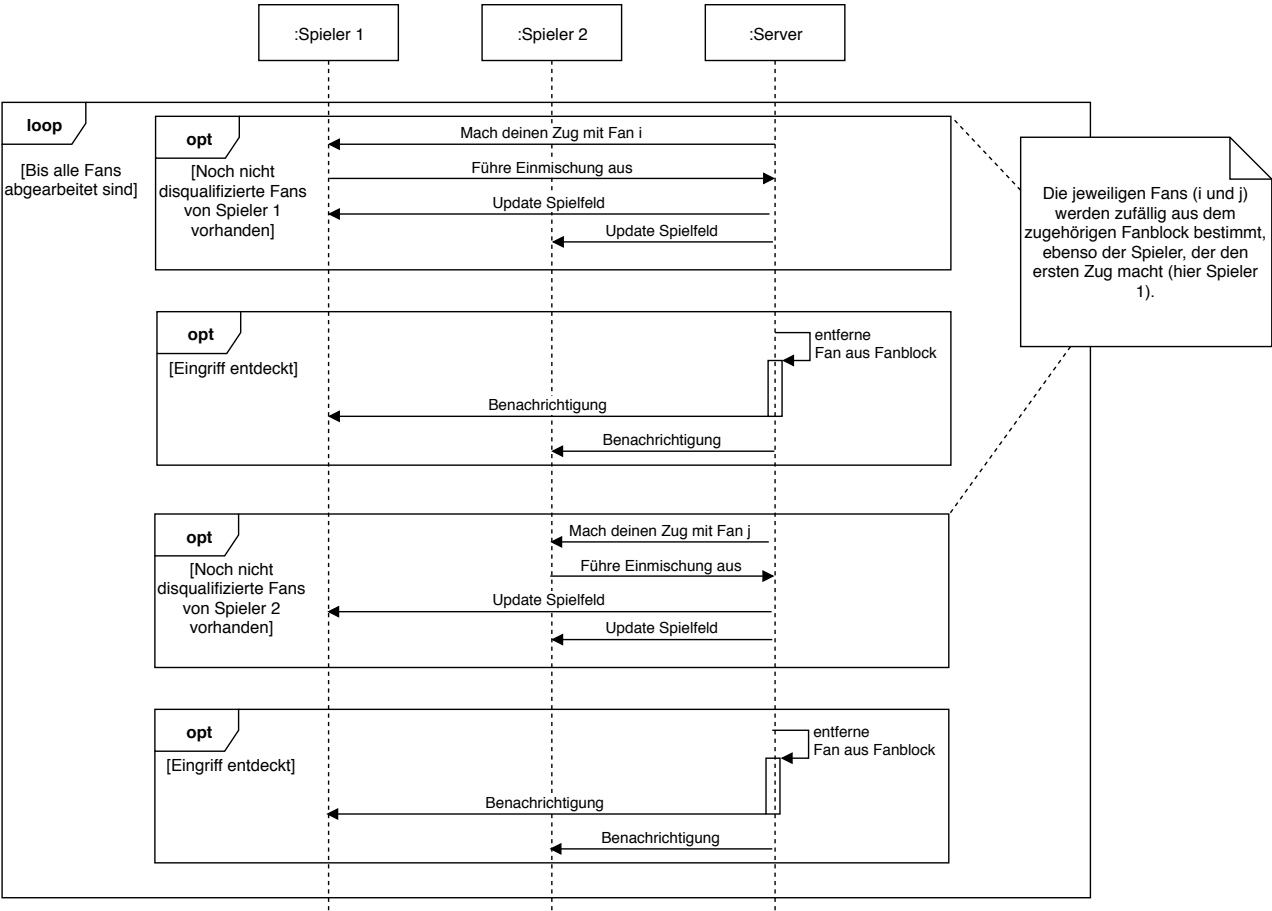 :Spieler 1
:Spieler 2
:Server
loop
[Bis alle Fans
abgearbeitet sind]
opt
[Noch nicht
disqualifizierte Fans
von Spieler 1
vorhanden]
Mach deinen Zug mit Fan i
Führe Einmischung aus
Update Spielfeld
Update Spielfeld
Die jeweiligen Fans (i und j)
werden zufällig aus dem
zugehörigen Fanblock bestimmt,
ebenso der Spieler, der den
ersten Zug macht (hier Spieler
1).
opt
[Eingriff entdeckt]
entferne
Fan aus Fanblock
Benachrichtigung
Benachrichtigung
opt
[Noch nicht
disqualifizierte Fans
von Spieler 2
vorhanden]
Mach deinen Zug mit Fan j
Führe Einmischung aus
Update Spielfeld
Update Spielfeld
opt
[Eingriff entdeckt]
entferne
Fan aus Fanblock
Benachrichtigung
Benachrichtigung